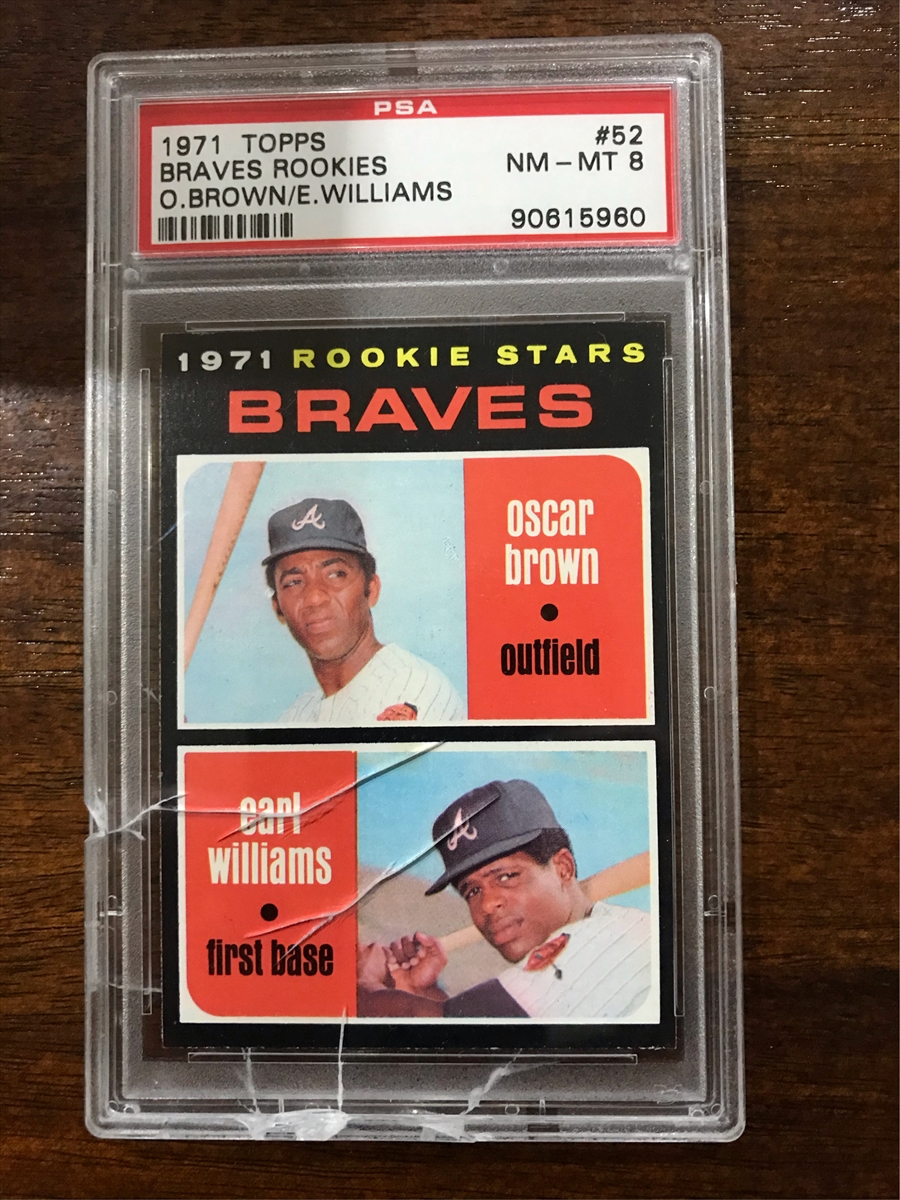 PSA
1971 TOPPS #52
BRAVES ROOKIES NM-MT 8
O.BROWN/E.WILLIAMS
90615960
1971 ROOKIE STARS
BRAVES
A
oscar
brown
outfield
earl
williams
first base
A